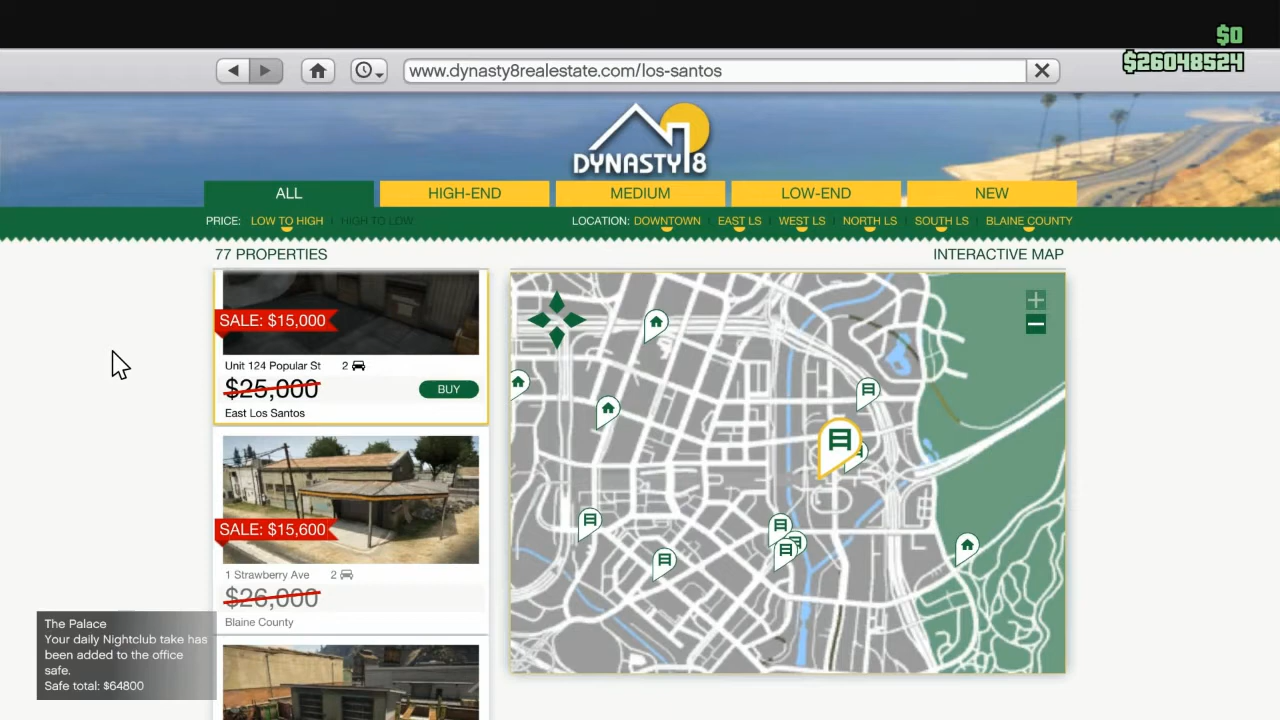 $0
$26048524
www.dynasty8realestate.com/los-santos
DYNASTY 8
ALL
HIGH-END
MEDIUM
LOW-END
NEW
PRICE: LOW TO HIGH | HIGH TO LOW
LOCATION: DOWNTOWN | EAST LS | WEST LS | NORTH LS | SOUTH LS | BLAINE COUNTY
77 PROPERTIES
INTERACTIVE MAP
SALE: $15,000
Unit 124 Popular St 2
$25,000
BUY
East Los Santos
SALE: $15,600
1 Strawberry Ave 2
$26,000
Blaine County
The Palace
Your daily Nightclub take has
been added to the office
safe.
Safe total: $64800